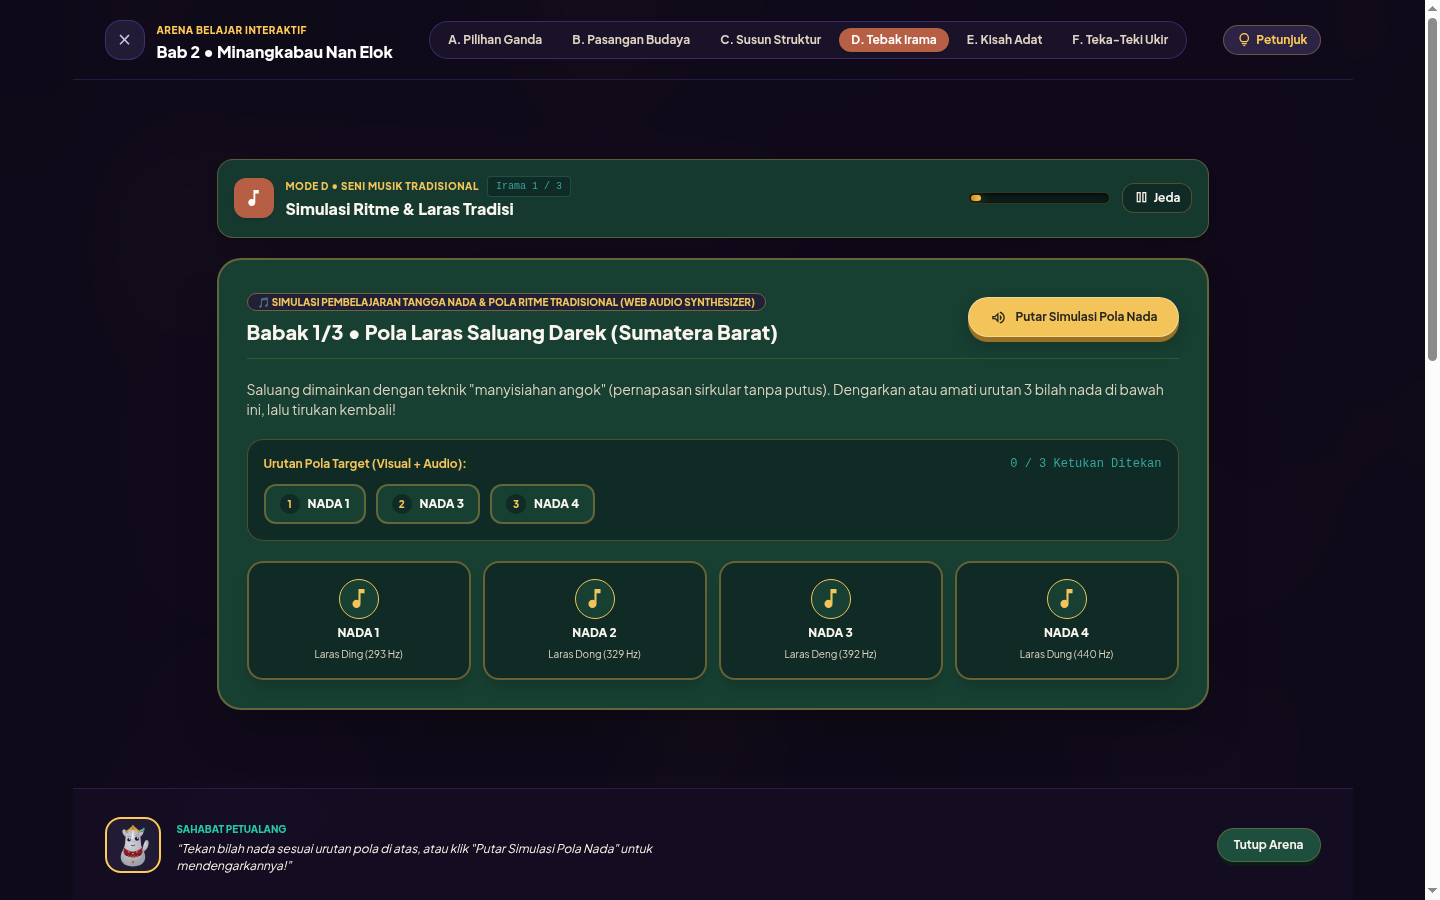 ARENA BELAJAR INTERAKTIF
Bab 2 • Minangkabau Nan Elok
A. Pilihan Ganda
B. Pasangan Budaya
C. Susun Struktur
D. Tebak Irama
E. Kisah Adat
F. Teka-Teki Ukir
Petunjuk
MODE D • SENI MUSIK TRADISIONAL
Irama 1 / 3
Simulasi Ritme & Laras Tradisi
Jeda
🎵 SIMULASI PEMBELAJARAN TANGGA NADA & POLA RITME TRADISIONAL (WEB AUDIO SYNTHESIZER)
Babak 1/3 • Pola Laras Saluang Darek (Sumatera Barat)
Putar Simulasi Pola Nada
Saluang dimainkan dengan teknik "manyisiahan angok" (pernapasan sirkular tanpa putus). Dengarkan atau amati urutan 3 bilah nada di bawah
ini, lalu tirukan kembali!
Urutan Pola Target (Visual + Audio):
0 / 3 Ketukan Ditekan
1 NADA 1
2 NADA 3
3 NADA 4
NADA 1
Laras Ding (293 Hz)
NADA 2
Laras Dong (329 Hz)
NADA 3
Laras Deng (392 Hz)
NADA 4
Laras Dung (440 Hz)
SAHABAT PETUALANG
"Tekan bilah nada sesuai urutan pola di atas, atau klik "Putar Simulasi Pola Nada" untuk
mendengarkannya!"
Tutup Arena